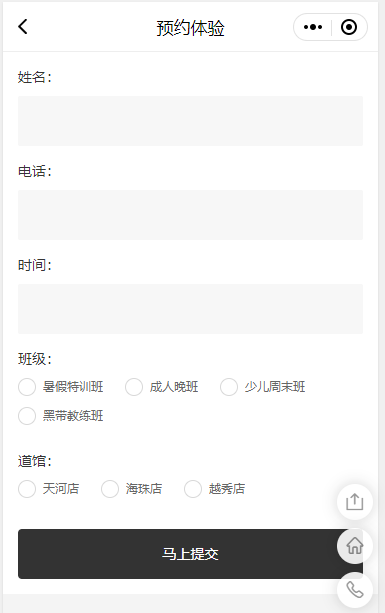 预约体验
姓名：
电话：
时间：
班级：
暑假特训班 成人晚班 少儿周末班
黑带教练班
道馆：
天河店 海珠店 越秀店
马上提交